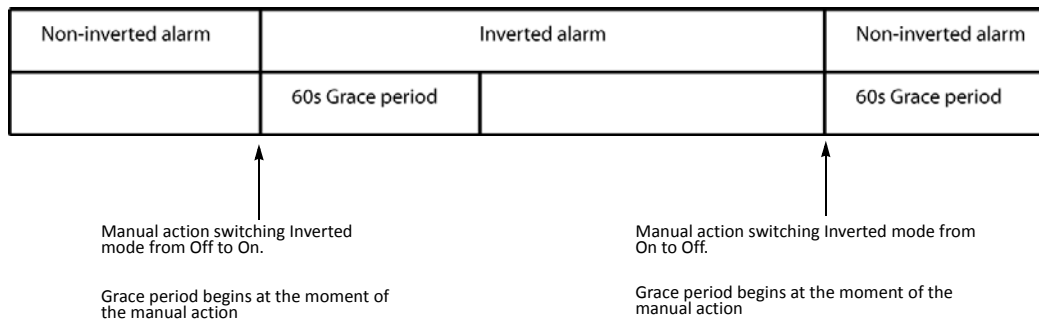 Non-inverted alarm
Inverted alarm
Non-inverted alarm
60s Grace period
60s Grace period
Manual action switching Inverted
mode from Off to On.
Grace period begins at the moment of
the manual action
Manual action switching Inverted mode from
On to Off.
Grace period begins at the moment of the
manual action